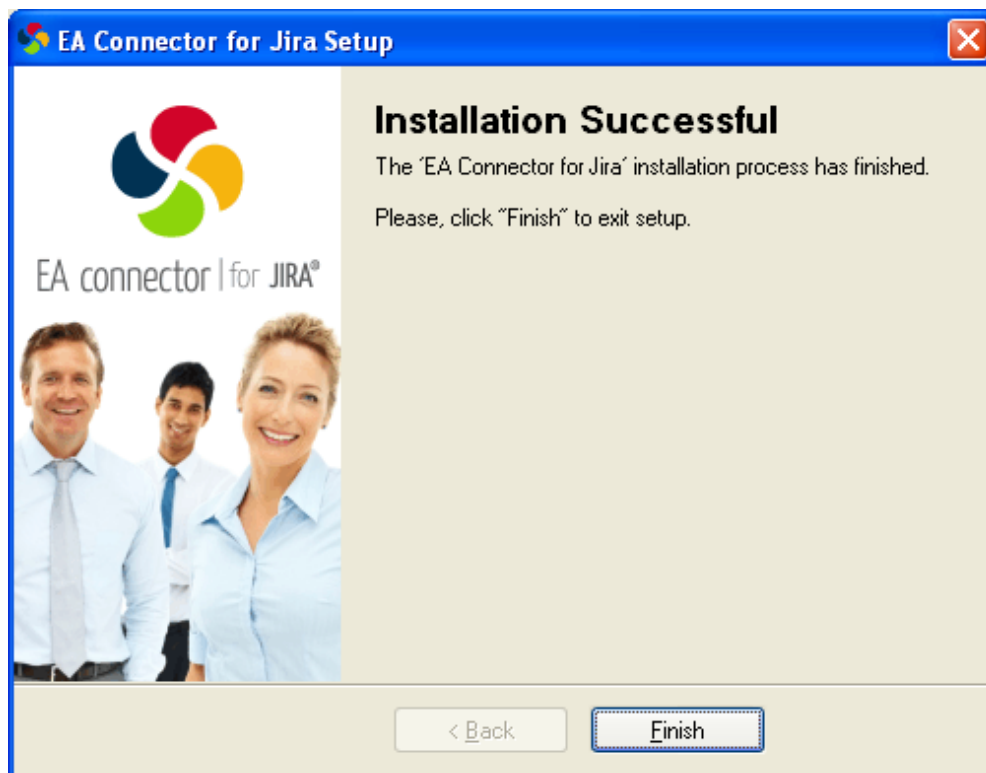 EA Connector for Jira Setup
Installation Successful
The ´EA Connector for Jira´ installation process has finished.
Please, click "Finish" to exit setup.
EA connector | for JIRA®
< Back
Finish